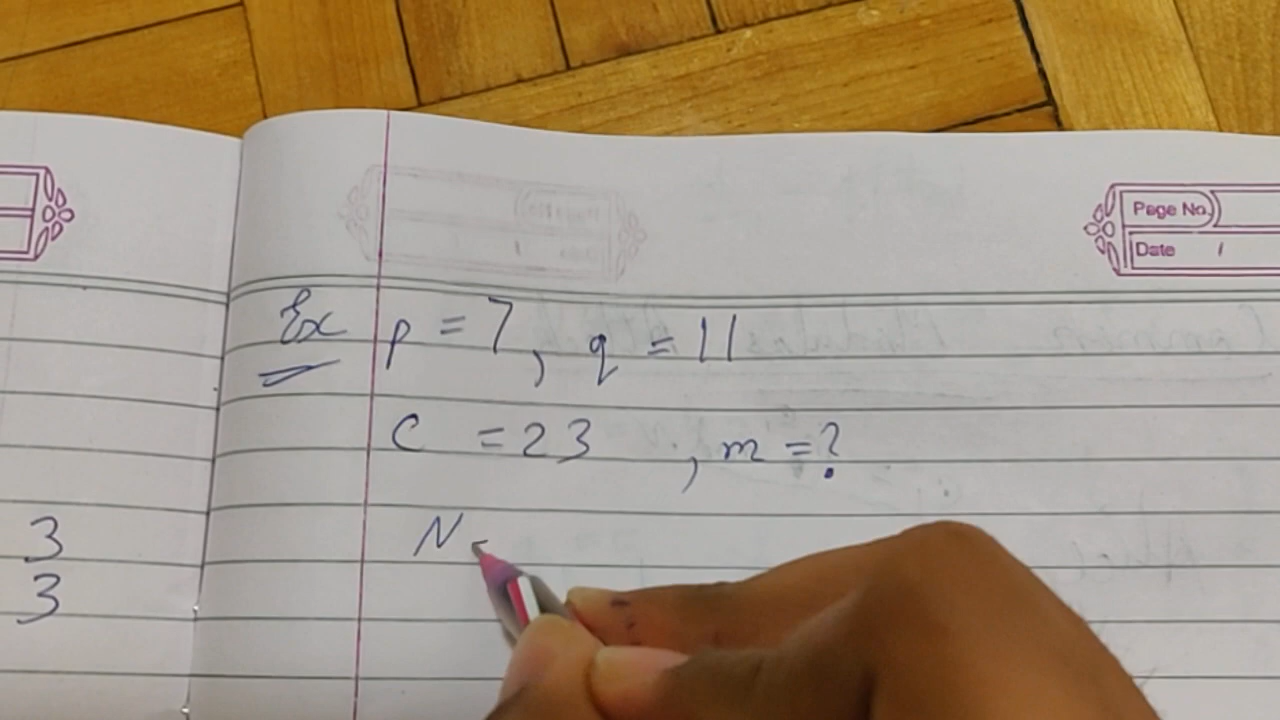 Page No.
Date /
Ex p = 7, q = 11
C = 23, m = ?
3
N
3